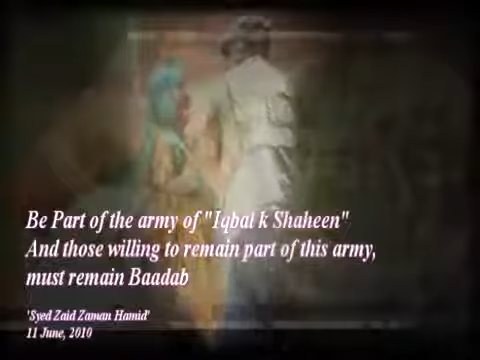 Be Part of the army of "Iqbal k Shaheen"
And those willing to remain part of this army,
must remain Baadab
'Syed Zaid Zaman Hamid'
11 June, 2010